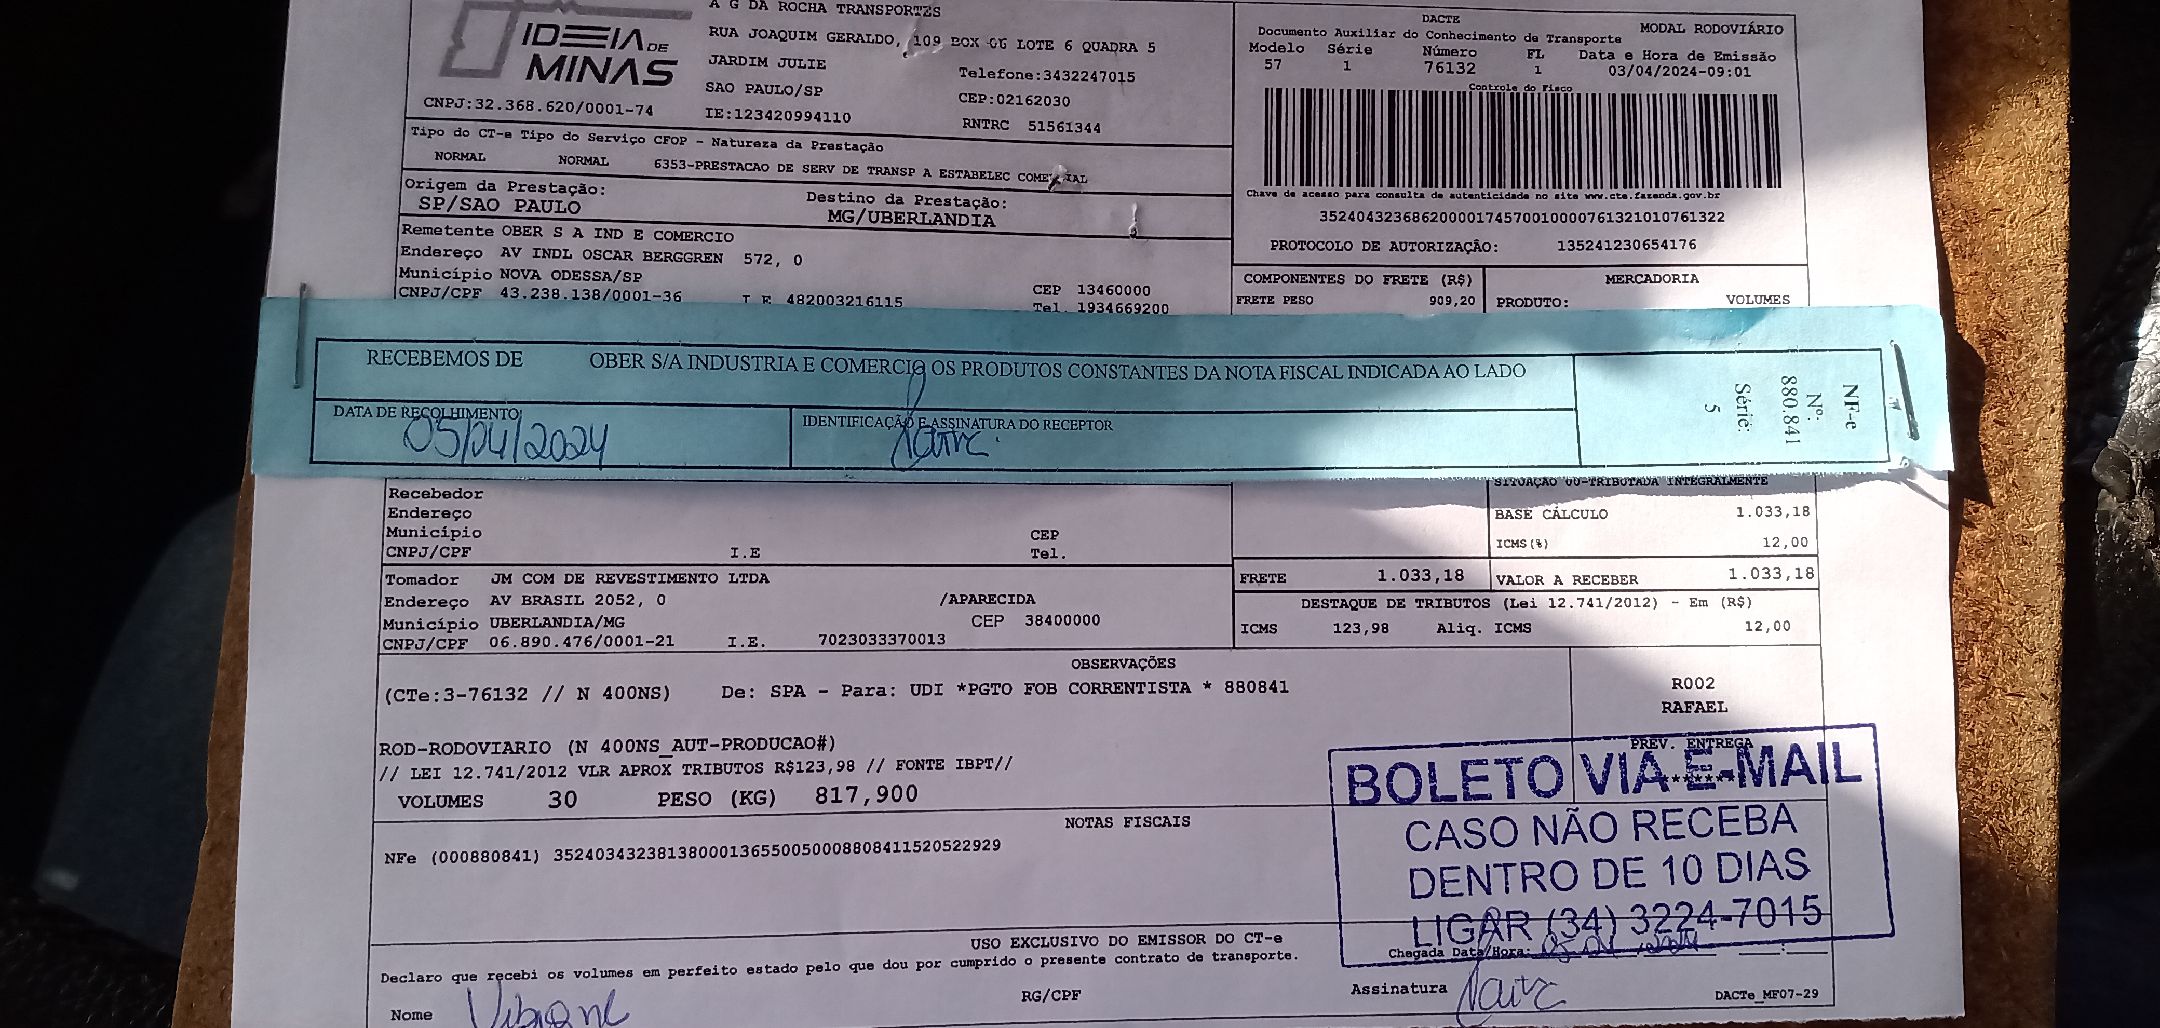 IDEIA DE
MINAS
CNPJ:32.368.620/0001-74
A G DA ROCHA TRANSPORTES
RUA JOAQUIM GERALDO, 109 BOX 06 LOTE 6 QUADRA 5
JARDIM JULIE
SAO PAULO/SP
IE:123420994110
Telefone:3432247015
CEP:02162030
RNTRC 51561344
DACTE
Documento Auxiliar do Conhecimento de Transporte
MODAL RODOVIÁRIO
Modelo Série Número FL Data e Hora de Emissão
57 1 76132 1 03/04/2024-09:01
Controle do Fisco
Chave de acesso para consulta de autenticidade no site www.cte.fazenda.gov.br
35240432368620000174570010000761321010761322
PROTOCOLO DE AUTORIZAÇÃO: 135241230654176
Tipo do CT-e Tipo do Serviço CFOP - Natureza da Prestação
NORMAL NORMAL 6353-PRESTACAO DE SERV DE TRANSP A ESTABELEC
Origem da Prestação:
SP/SAO PAULO
Destino da Prestação:
MG/UBERLANDIA
Remetente OBER S A IND E COMERCIO
Endereço AV INDL OSCAR BERGGREN 572, 0
Município NOVA ODESSA/SP CEP 13460000
CNPJ/CPF 43.238.138/0001-36 I E 482003216115 Tel. 1934669200
COMPONENTES DO FRETE (R$)
FRETE PESO 909,20
MERCADORIA
PRODUTO: VOLUMES
RECEBEMOS DE OBER S/A INDUSTRIA E COMERCIO OS PRODUTOS CONSTANTES DA NOTA FISCAL INDICADA AO LADO
DATA DE RECOLHIMENTO
05/04/2024
IDENTIFICAÇÃO E ASSINATURA DO RECEPTOR
NF-e
Nº:
880.841
Série:
5
Recebedor
Endereço
Município CEP
CNPJ/CPF I.E Tel.
INTEGRALMENTE
BASE CÁLCULO 1.033,18
ICMS(%) 12,00
FRETE 1.033,18 VALOR A RECEBER 1.033,18
Tomador JM COM DE REVESTIMENTO LTDA
Endereço AV BRASIL 2052, 0 /APARECIDA
Município UBERLANDIA/MG CEP 38400000
CNPJ/CPF 06.890.476/0001-21 I.E. 7023033370013
DESTAQUE DE TRIBUTOS (Lei 12.741/2012) - Em (R$)
ICMS 123,98 Aliq. ICMS 12,00
OBSERVAÇÕES
(CTe:3-76132 // N 400NS) De: SPA - Para: UDI *PGTO FOB CORRENTISTA * 880841
R002
RAFAEL
ROD-RODOVIARIO (N 400NS_AUT-PRODUCAO#)
// LEI 12.741/2012 VLR APROX TRIBUTOS R$123,98 // FONTE IBPT//
VOLUMES 30 PESO (KG) 817,900
PREV. ENTREGA
BOLETO VIA E-MAIL
CASO NÃO RECEBA
DENTRO DE 10 DIAS
LIGAR (34) 3224-7015
NOTAS FISCAIS
NFe (000880841) 35240343238138000136550050008808411520522929
USO EXCLUSIVO DO EMISSOR DO CT-e
Declaro que recebi os volumes em perfeito estado pelo que dou por cumprido o presente contrato de transporte.
Chegada Data/Hora:
Nome RG/CPF Assinatura
DACTe_MF07-29